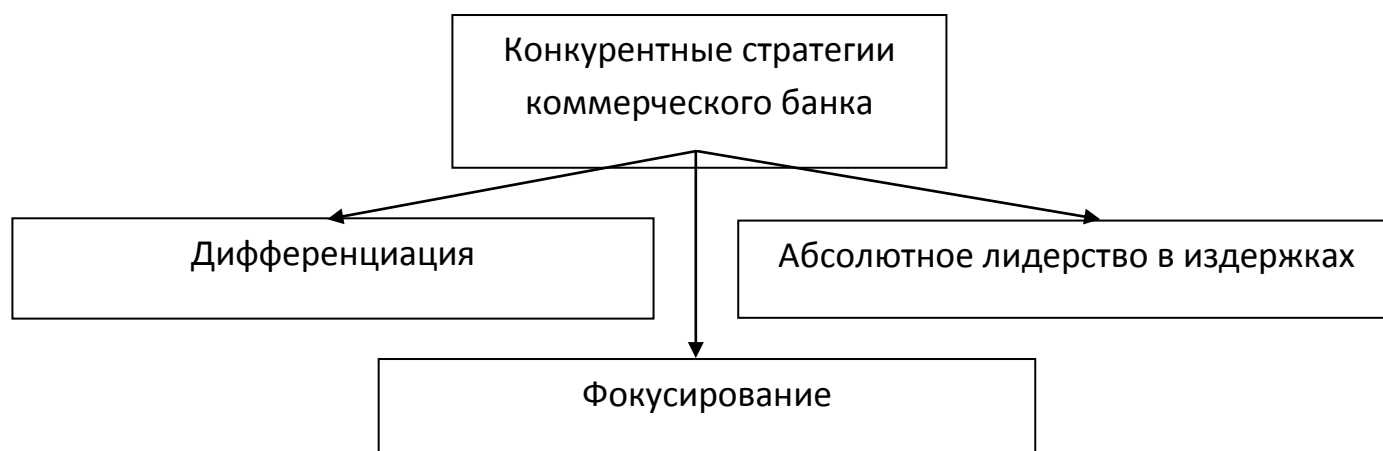 Конкурентные стратегии
коммерческого банка
Дифференциация
Абсолютное лидерство в издержках
Фокусирование